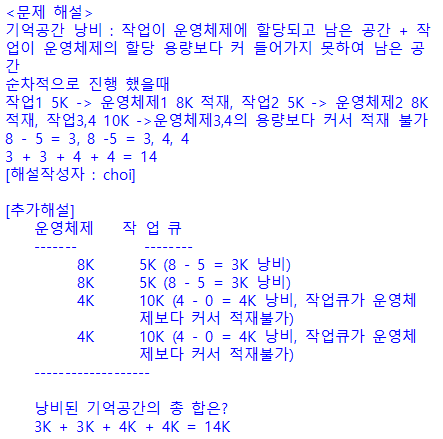 <문제 해설>
기억공간 낭비 : 작업이 운영체제에 할당되고 남은 공간 + 작
업이 운영체제의 할당 용량보다 커 들어가지 못하여 남은 공
간
순차적으로 진행 했을때
작업1 5K -> 운영체제1 8K 적재, 작업2 5K -> 운영체제2 8K
적재, 작업3,4 10K ->운영체제3,4의 용량보다 커서 적재 불가
8 - 5 = 3, 8 -5 = 3, 4, 4
3 + 3 + 4 + 4 = 14
[해설작성자 : choi]

[추가해설]
운영체제 작 업 큐
------- --------
8K 5K (8 - 5 = 3K 낭비)
8K 5K (8 - 5 = 3K 낭비)
4K 10K (4 - 0 = 4K 낭비, 작업큐가 운영체
제보다 커서 적재불가)
4K 10K (4 - 0 = 4K 낭비, 작업큐가 운영체
제보다 커서 적재불가)
-------------------

낭비된 기억공간의 총 합은?
3K + 3K + 4K + 4K = 14K